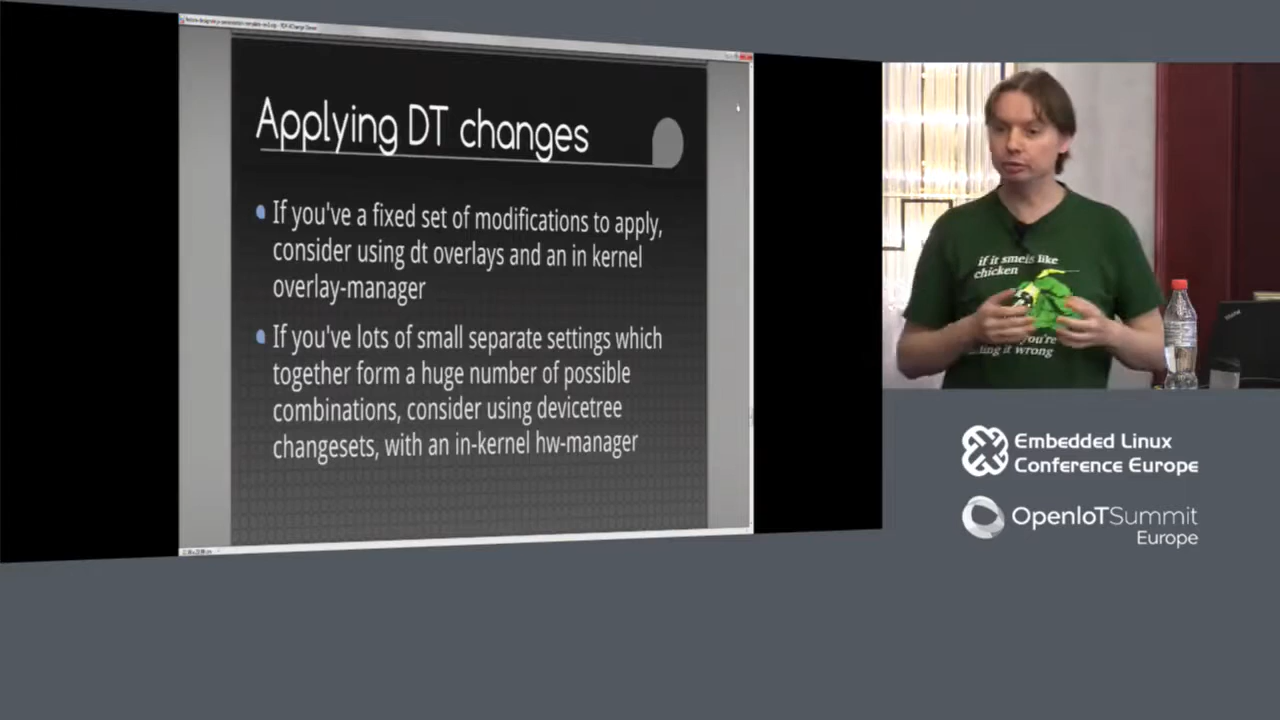 Applying DT changes
If you've a fixed set of modifications to apply,
consider using dt overlays and an in kernel
overlay-manager
If you've lots of small separate settings which
together form a huge number of possible
combinations, consider using devicetree
changesets, with an in-kernel hw-manager
if it smells like
chicken
you're
it wrong
Embedded Linux
Conference Europe
OpenIoTSummit
Europe